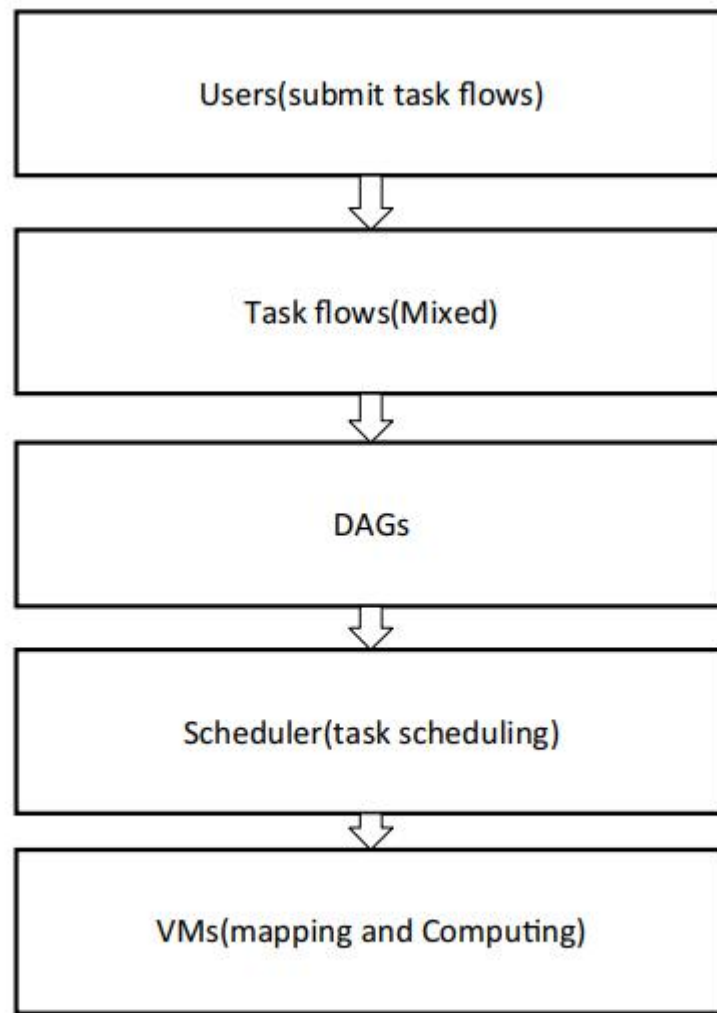 Users(submit task flows)
Task flows(Mixed)
DAGs
Scheduler(task scheduling)
VMs(mapping and Computing)